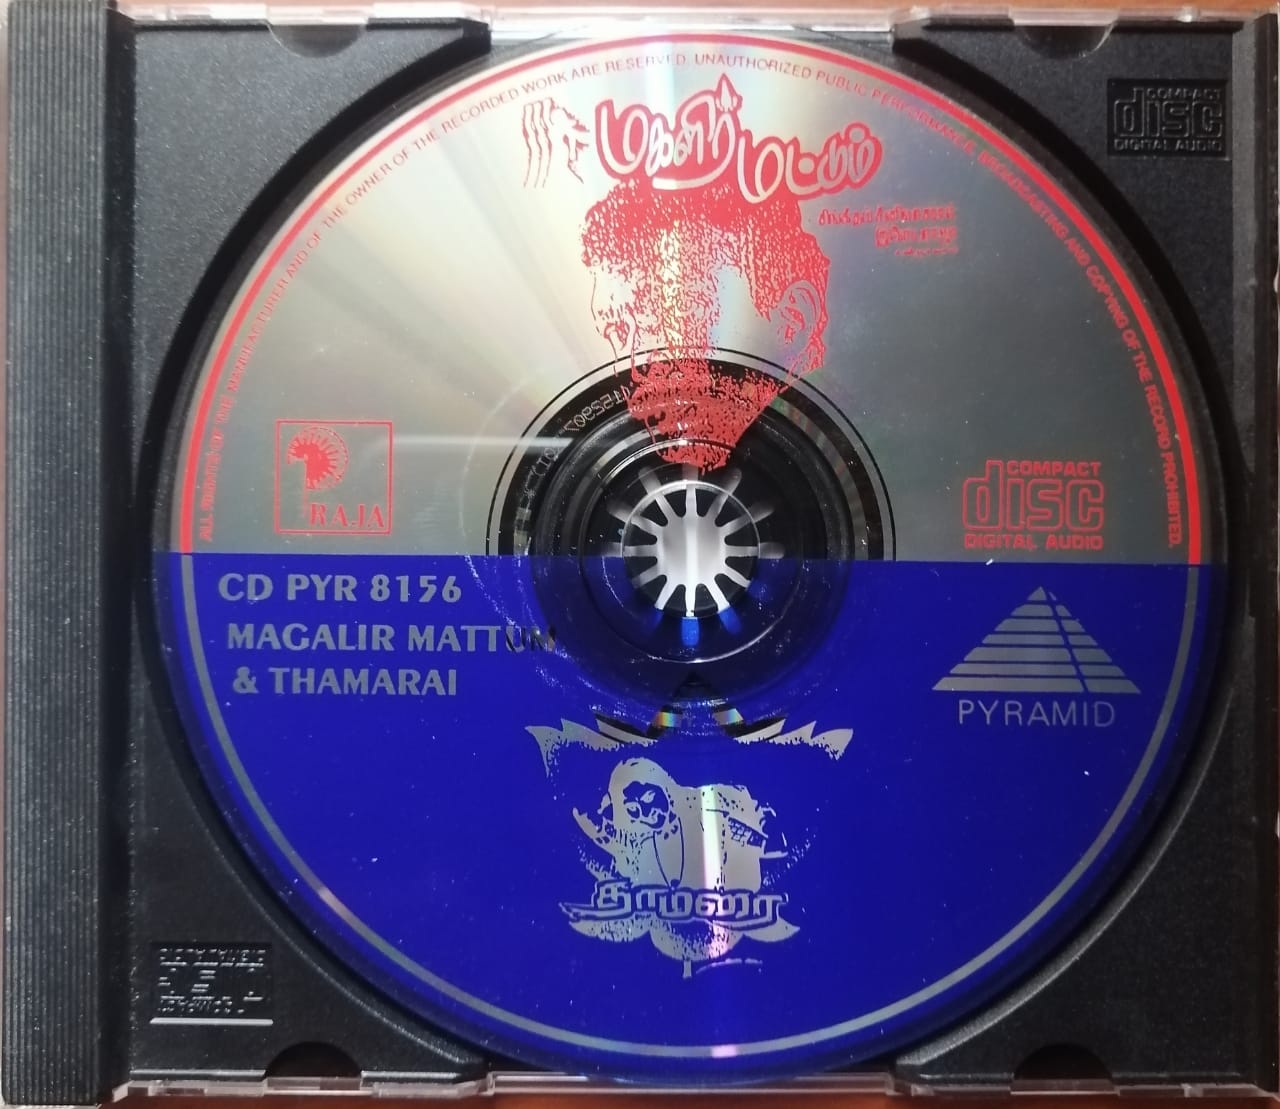 ALL RIGHTS OF THE MANUFACTURER AND OF THE OWNER OF THE RECORDED WORK ARE RESERVED. UNAUTHORIZED PUBLIC PERFORMANCE, BROADCASTING AND COPYING OF THE RECORD PROHIBITED.
மகளிர் மட்டும்
COMPACT
disc
DIGITAL AUDIO
RAJA
COMPACT
disc
DIGITAL AUDIO
CD PYR 8156
MAGALIR MATTUM
& THAMARAI
PYRAMID
தாமரை